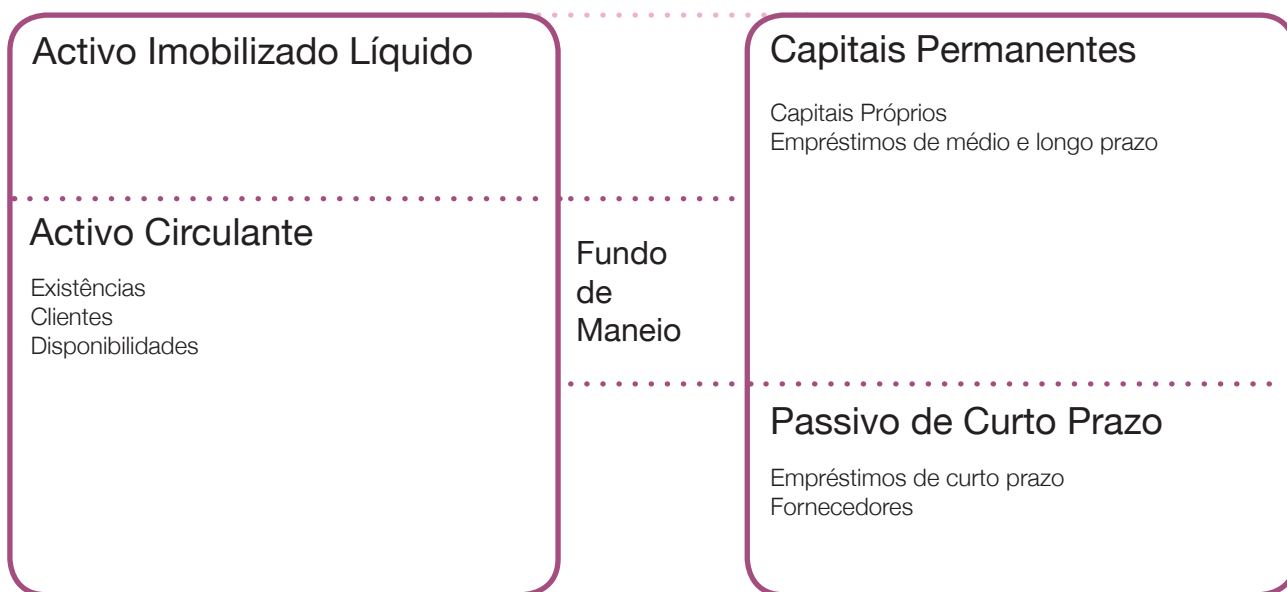 Activo Imobilizado Líquido
Activo Circulante
Existências
Clientes
Disponibilidades
Fundo
de
Maneio
Capitais Permanentes
Capitais Próprios
Empréstimos de médio e longo prazo
Passivo de Curto Prazo
Empréstimos de curto prazo
Fornecedores